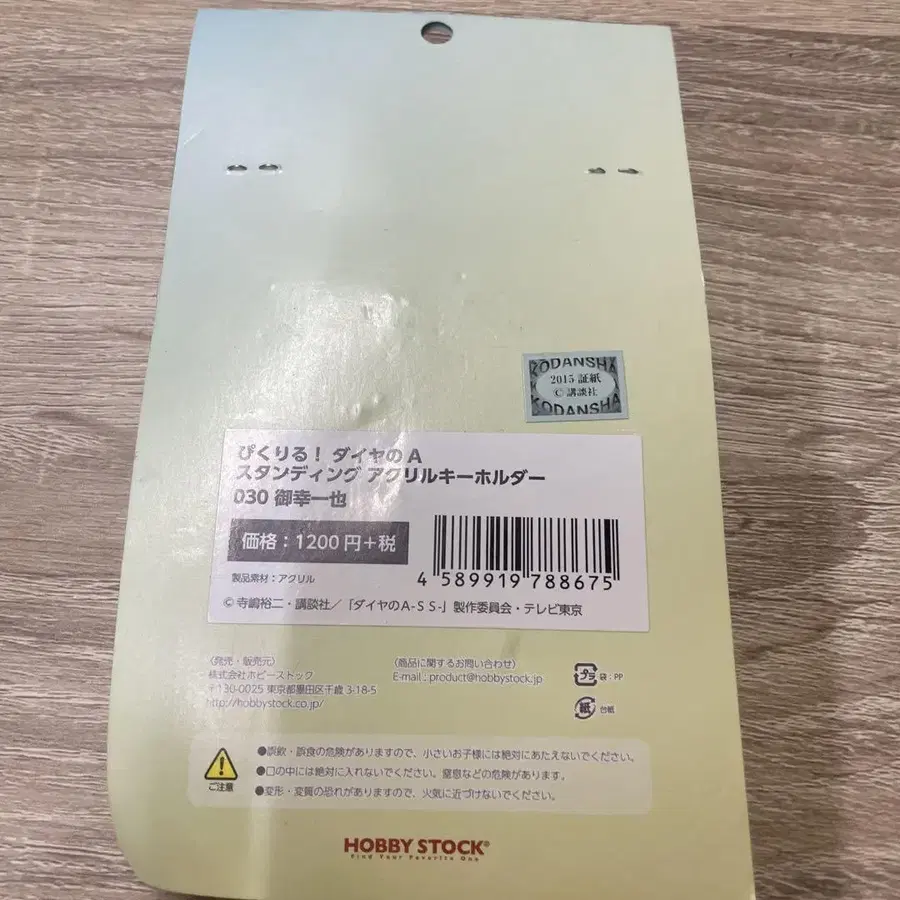 KODANSHA
2015 証紙
© 講談社
KODANSHA
ぴくりる! ダイヤのA
スタンディング アクリルキーホルダー
030 御幸一也
価格:1200円+税
製品素材:アクリル
4 589919 788675
© 寺嶋裕二・講談社/「ダイヤのA-SS-」製作委員会・テレビ東京
(発売・販売元)
株式会社ホビーストック
〒130-0025 東京都墨田区千歳 3-18-5
http://hobbystock.co.jp/
(商品に関するお問い合わせ)
E-mail : product@hobbystock.jp
プラ 袋:PP
紙 台紙
ご注意
●誤飲・誤食の危険がありますので、小さいお子様には絶対にあたえないでください。
●口の中には絶対に入れないでください。窒息などの危険があります。
●変形・変質の恐れがありますので、火気に近づけないでください。
HOBBY STOCK®
Find Your Favorite One